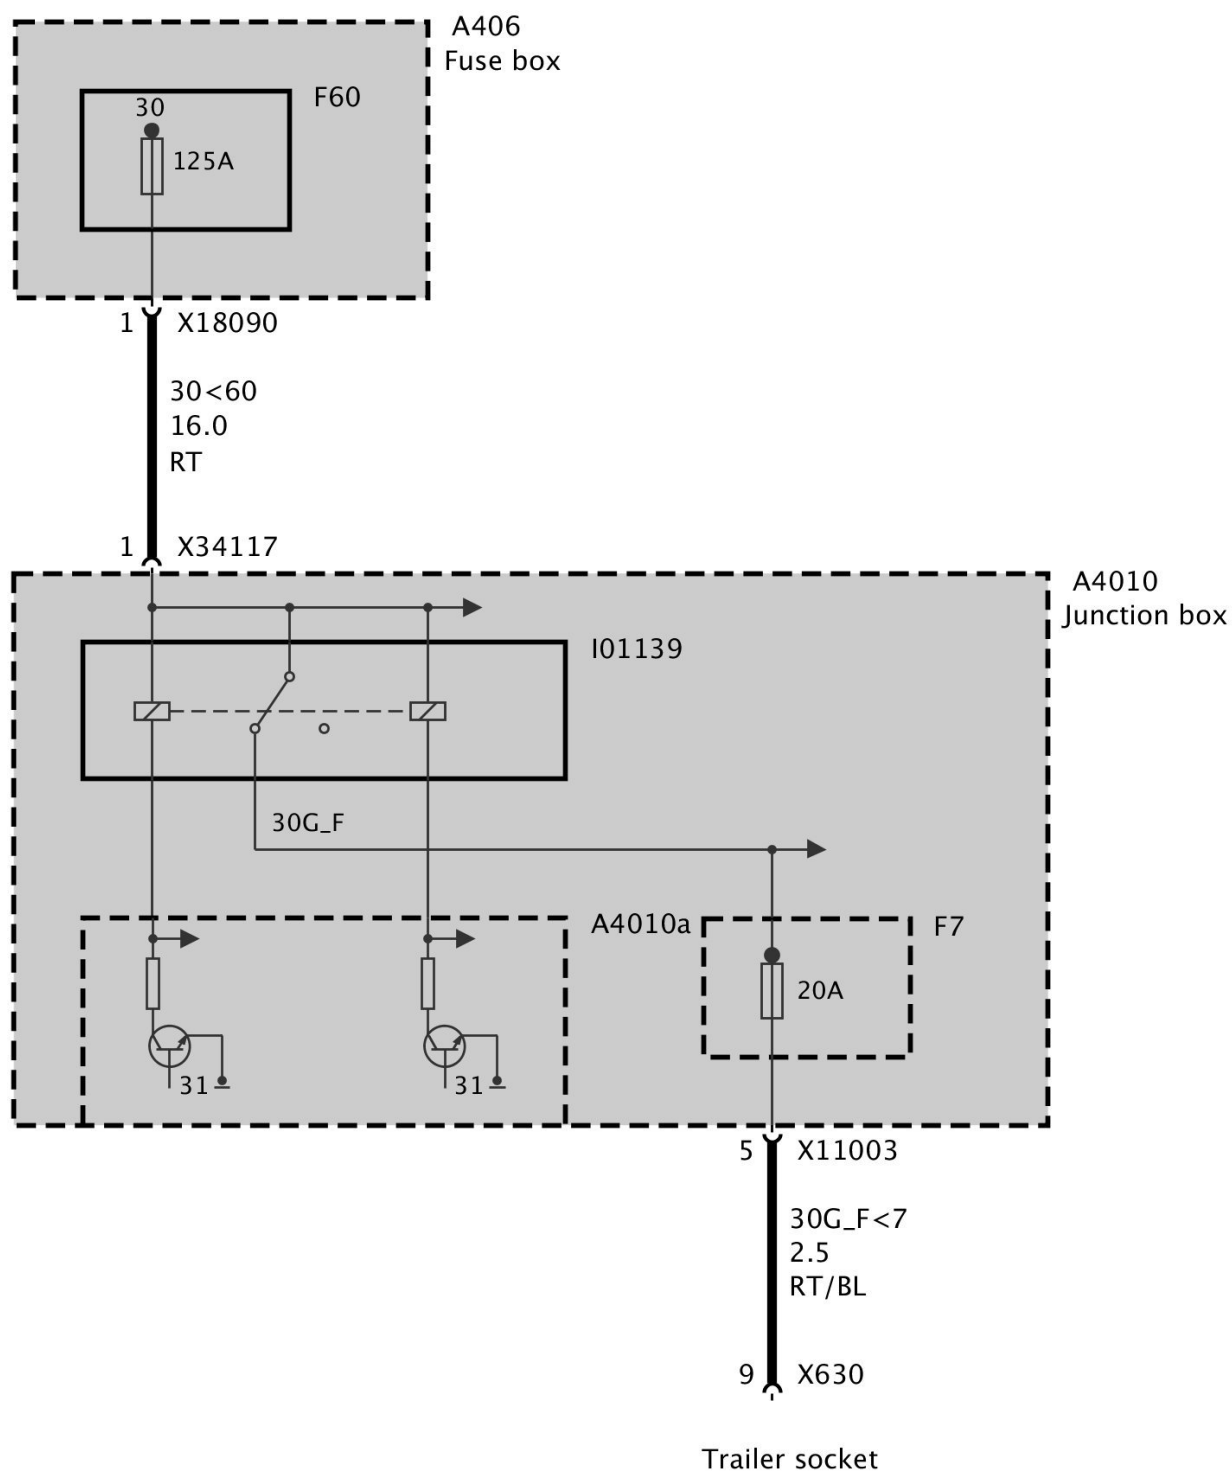 A406
Fuse box
F60
30
125A
1 X18090
30<60
16.0
RT
1 X34117
A4010
Junction box
I01139
30G_F
A4010a
F7
20A
31
31
5 X11003
30G_F<7
2.5
RT/BL
9 X630
Trailer socket